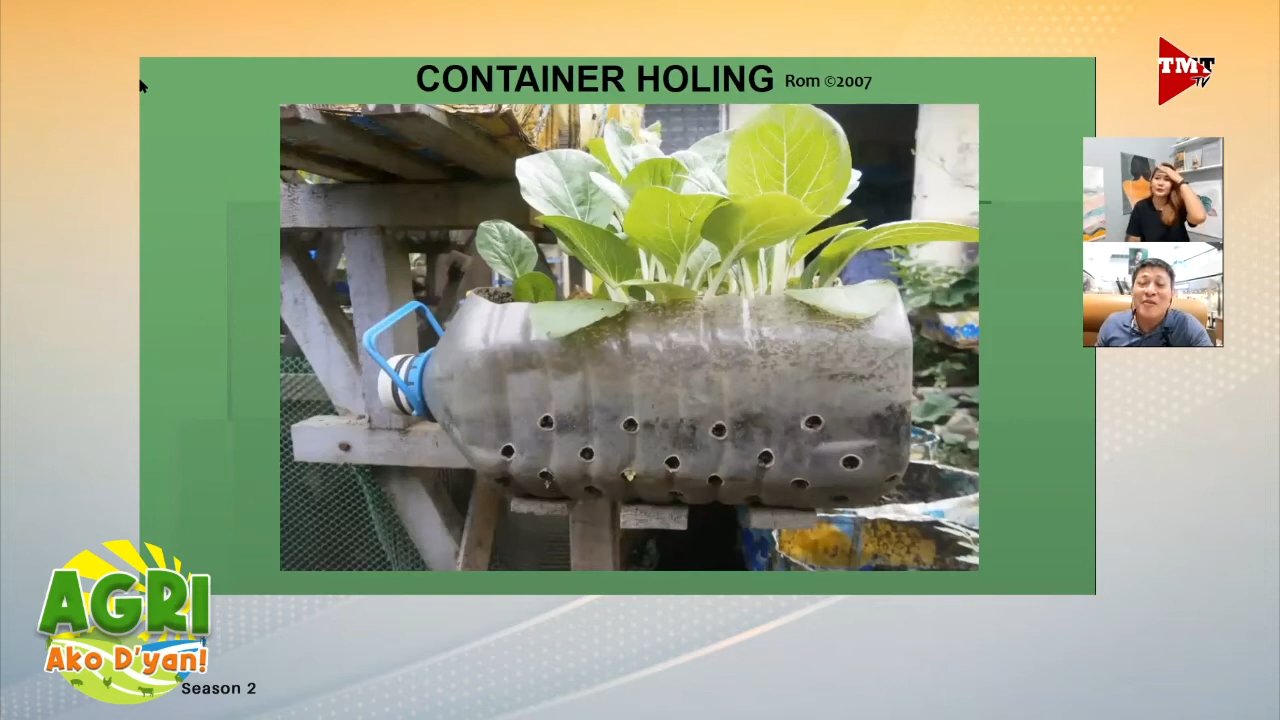 CONTAINER HOLING Rom ©2007
TMT
TV
AGRI
Ako D'yan!
Season 2